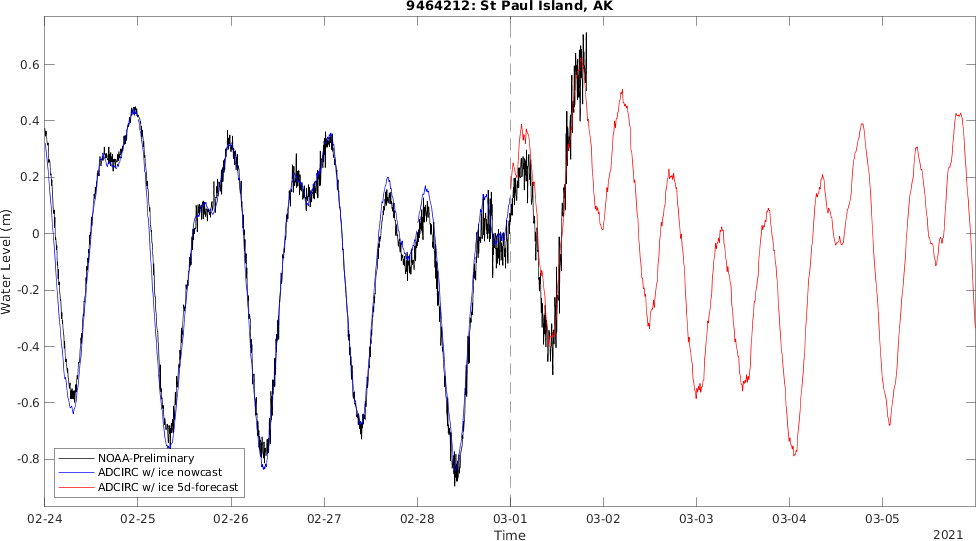 9464212: St Paul Island, AK
Water Level (m)
0.6
0.4
0.2
0
-0.2
-0.4
-0.6
-0.8
NOAA-Preliminary
ADCIRC w/ ice nowcast
ADCIRC w/ ice 5d-forecast
02-24 02-25 02-26 02-27 02-28 03-01 03-02 03-03 03-04 03-05
Time
2021